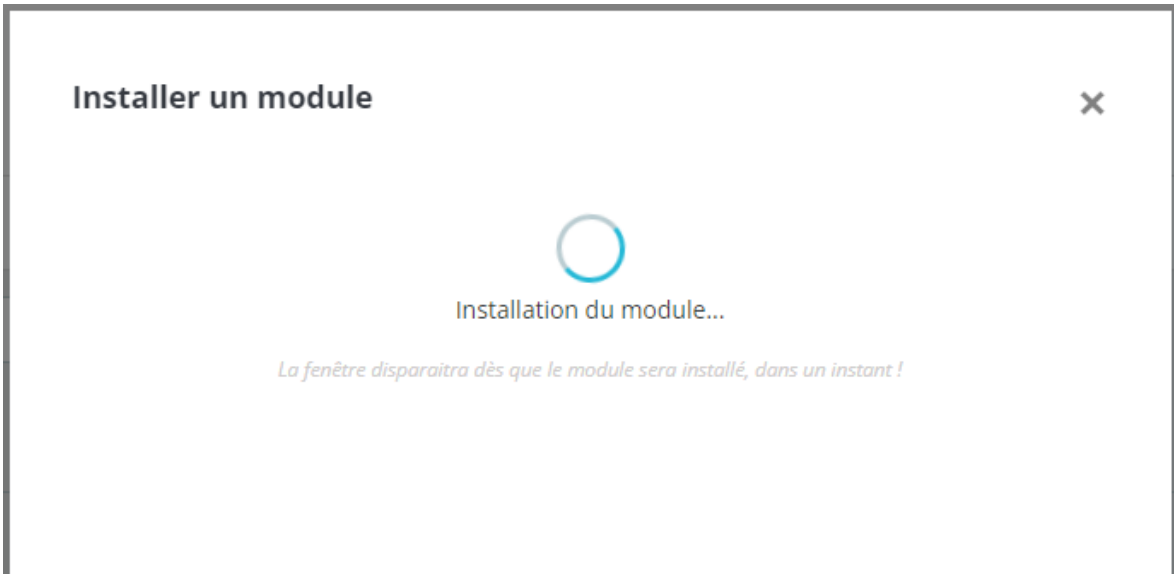 Installer un module
Installation du module...
La fenêtre disparaitra dès que le module sera installé, dans un instant !